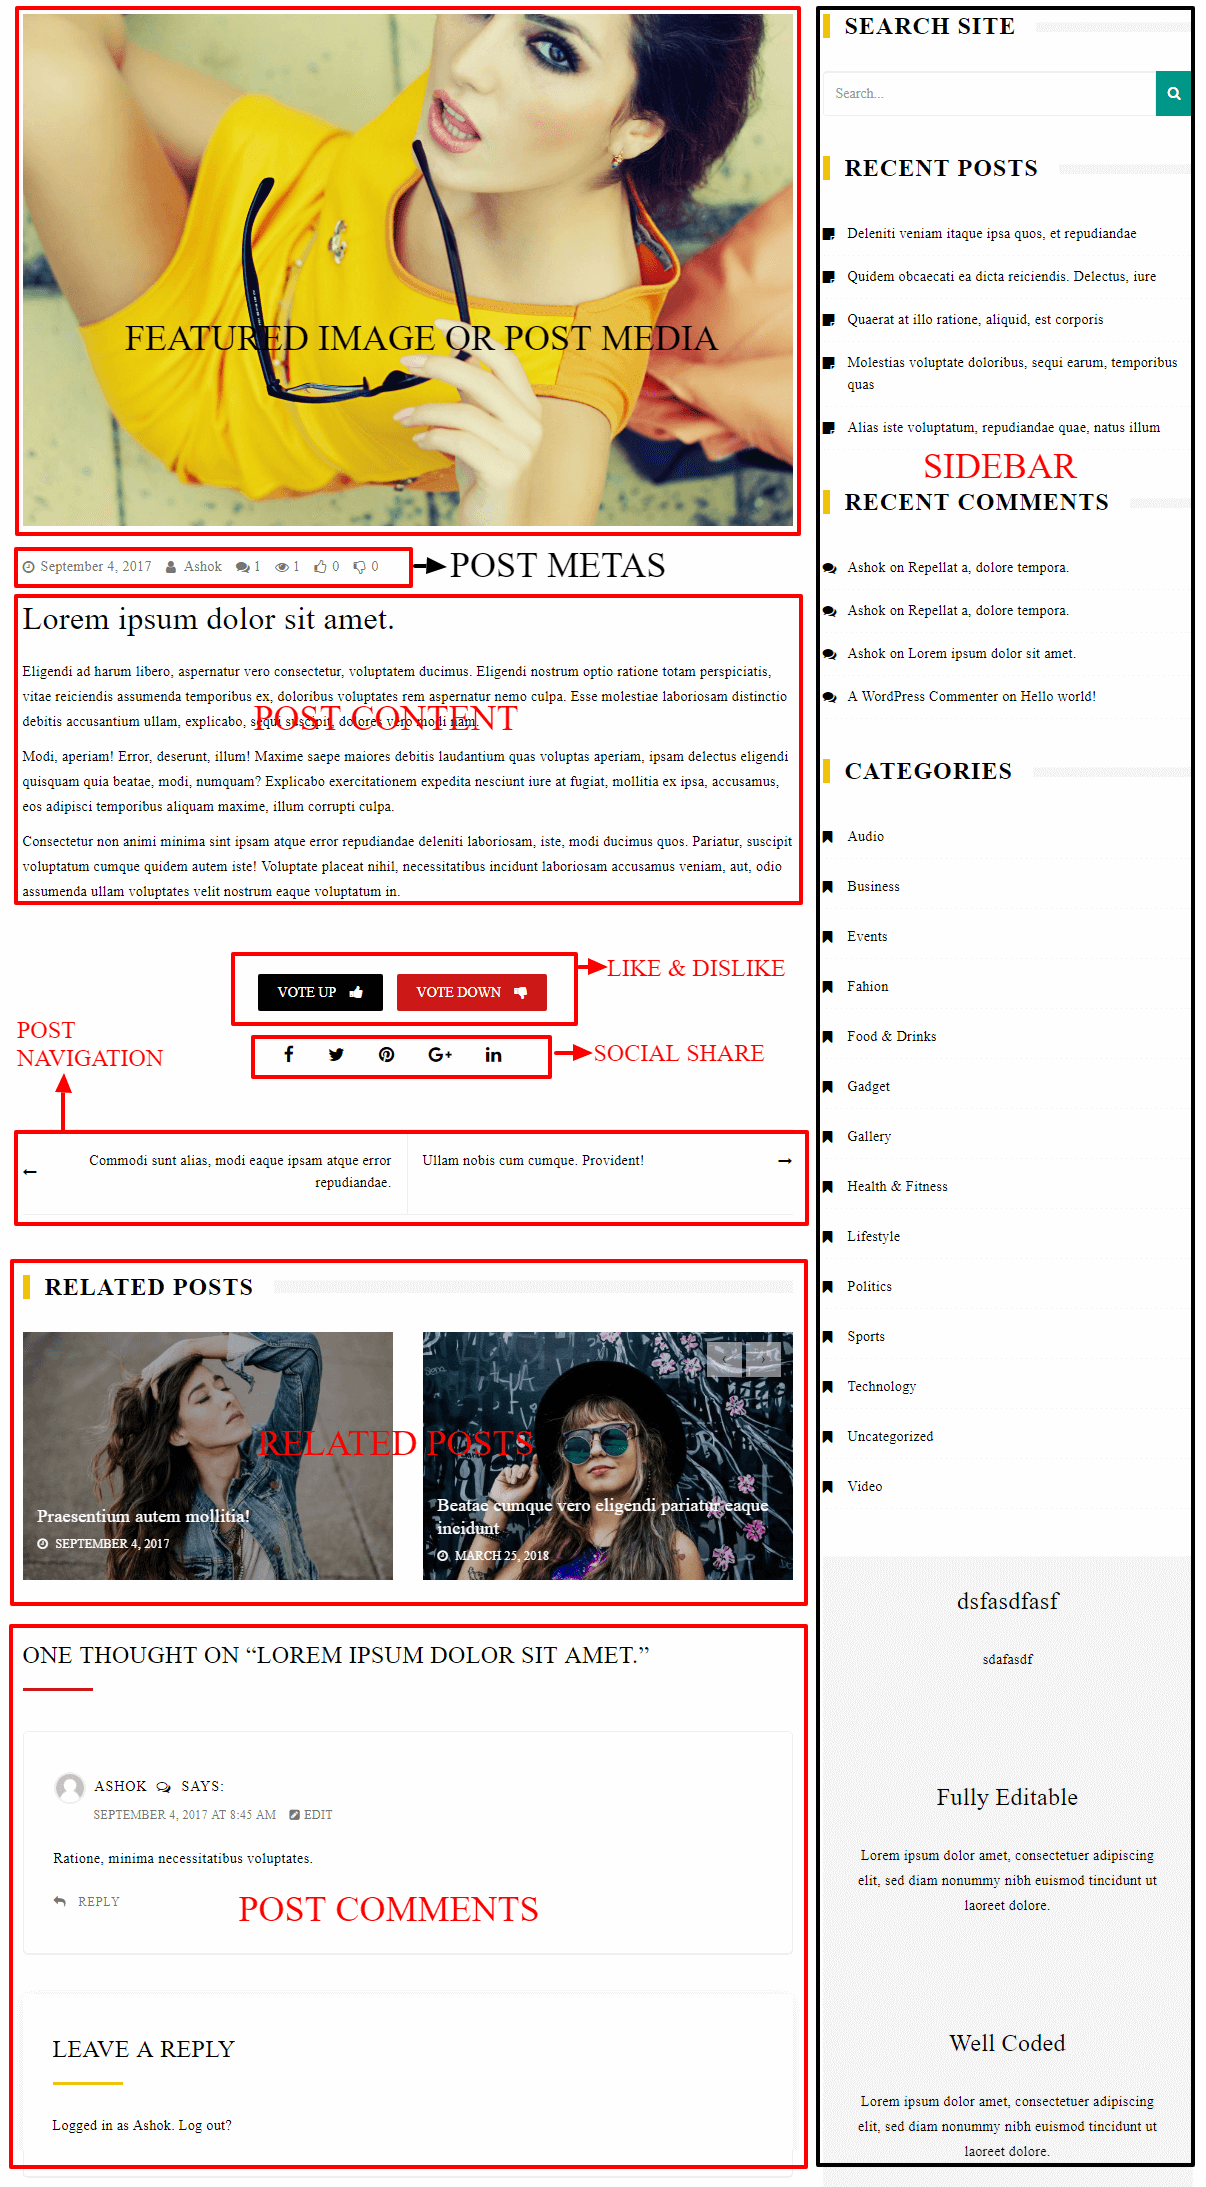 FEATURED IMAGE OR POST MEDIA
September 4, 2017 Ashok 1 1 0 0
POST METAS
Lorem ipsum dolor sit amet.
Eligendi ad harum libero, aspernatur vero consectetur, voluptatem ducimus. Eligendi nostrum optio ratione totam perspiciatis,
vitae reiciendis assumenda temporibus ex, doloribus voluptates rem aspernatur nemo culpa. Esse molestiae laboriosam distinctio
debitis accusantium ullam, explicabo, sequi suscipit, dolores vero modi nam.
POST CONTENT
Modi, aperiam! Error, deserunt, illum! Maxime saepe maiores debitis laudantium quas voluptas aperiam, ipsam delectus eligendi
quisquam quia beatae, modi, numquam? Explicabo exercitationem expedita nesciunt iure at fugiat, mollitia ex ipsa, accusamus,
eos adipisci temporibus aliquam maxime, illum corrupti culpa.
Consectetur non animi minima sint ipsam atque error repudiandae deleniti laboriosam, iste, modi ducimus quos. Pariatur, suscipit
voluptatum cumque quidem autem iste! Voluptate placeat nihil, necessitatibus incidunt laboriosam accusamus veniam, aut, odio
assumenda ullam voluptates velit nostrum eaque voluptatum in.
VOTE UP
VOTE DOWN
LIKE & DISLIKE
SOCIAL SHARE
POST
NAVIGATION
Commodi sunt alias, modi eaque ipsam atque error
repudiandae.
Ullam nobis cum cumque. Provident!
RELATED POSTS
RELATED POSTS
Praesentium autem mollitia!
SEPTEMBER 4, 2017
Beatae cumque vero eligendi pariatur eaque
incidunt
MARCH 25, 2018
ONE THOUGHT ON “LOREM IPSUM DOLOR SIT AMET.”
ASHOK SAYS:
SEPTEMBER 4, 2017 AT 8:45 AM EDIT
Ratione, minima necessitatibus voluptates.
REPLY
POST COMMENTS
LEAVE A REPLY
Logged in as Ashok. Log out?
SEARCH SITE
Search...
RECENT POSTS
Deleniti veniam itaque ipsa quos, et repudiandae
Quidem obcaecati ea dicta reiciendis. Delectus, iure
Quaerat at illo ratione, aliquid, est corporis
Molestias voluptate doloribus, sequi earum, temporibus
quas
Alias iste voluptatum, repudiandae quae, natus illum
SIDEBAR
RECENT COMMENTS
Ashok on Repellat a, dolore tempora.
Ashok on Repellat a, dolore tempora.
Ashok on Lorem ipsum dolor sit amet.
A WordPress Commenter on Hello world!
CATEGORIES
Audio
Business
Events
Fahion
Food & Drinks
Gadget
Gallery
Health & Fitness
Lifestyle
Politics
Sports
Technology
Uncategorized
Video
dsfasdfasf
sdafasdf
Fully Editable
Lorem ipsum dolor amet, consectetuer adipiscing
elit, sed diam nonummy nibh euismod tincidunt ut
laoreet dolore.
Well Coded
Lorem ipsum dolor amet, consectetuer adipiscing
elit, sed diam nonummy nibh euismod tincidunt ut
laoreet dolore.